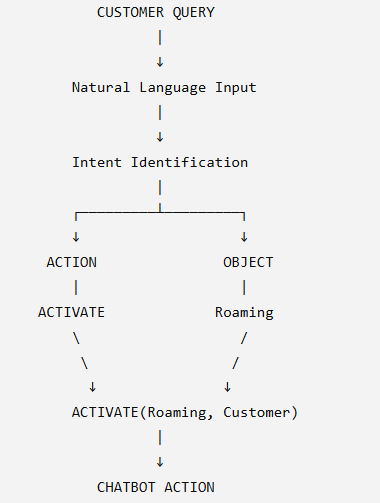 CUSTOMER QUERY
Natural Language Input
Intent Identification
ACTION OBJECT
ACTIVATE Roaming
ACTIVATE(Roaming, Customer)
CHATBOT ACTION